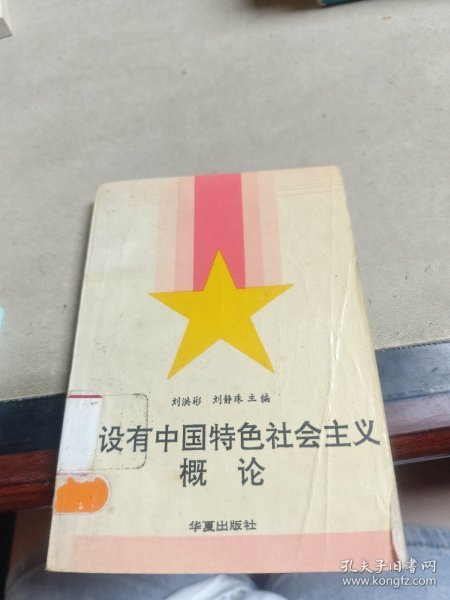 刘洪彬 刘静珠 主编
设有中国特色社会主义
概论
华夏出版社
孔夫子旧书网
www.kongfz.com